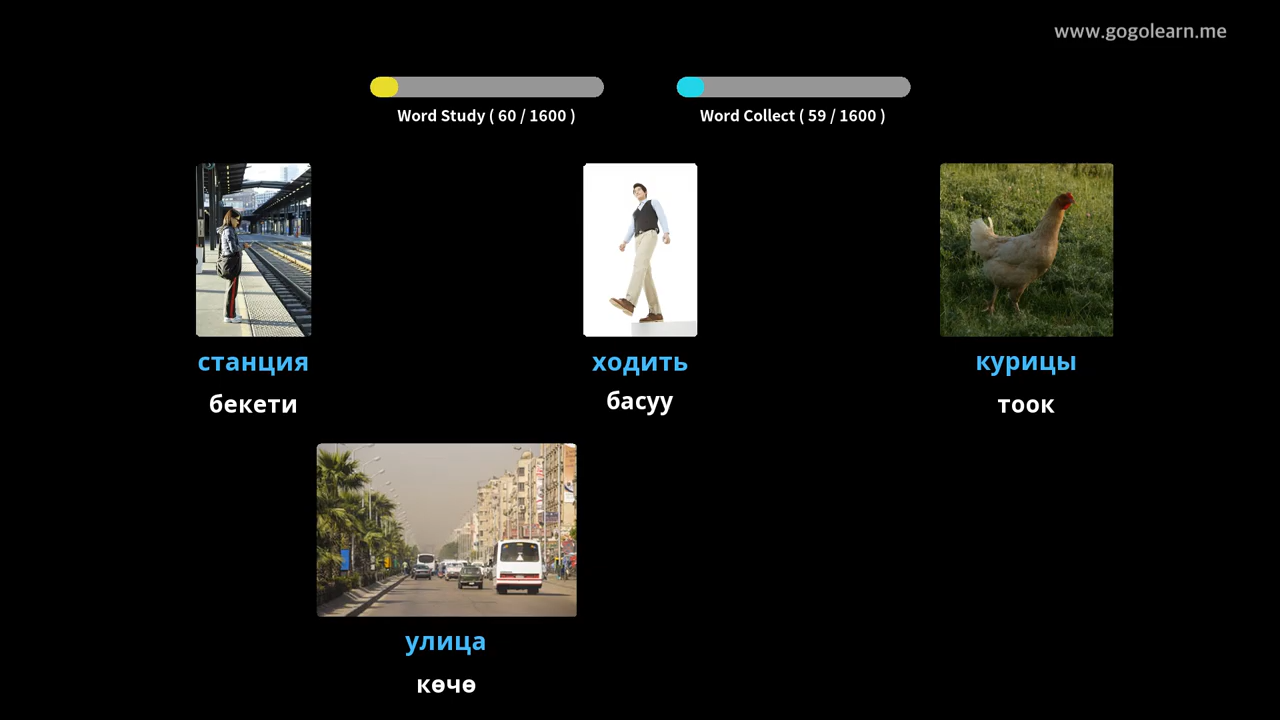 www.gogolearn.me
Word Study ( 60 / 1600 )
Word Collect ( 59 / 1600 )
станция
ходить
курицы
бекети
басуу
тоок
улица
көчө